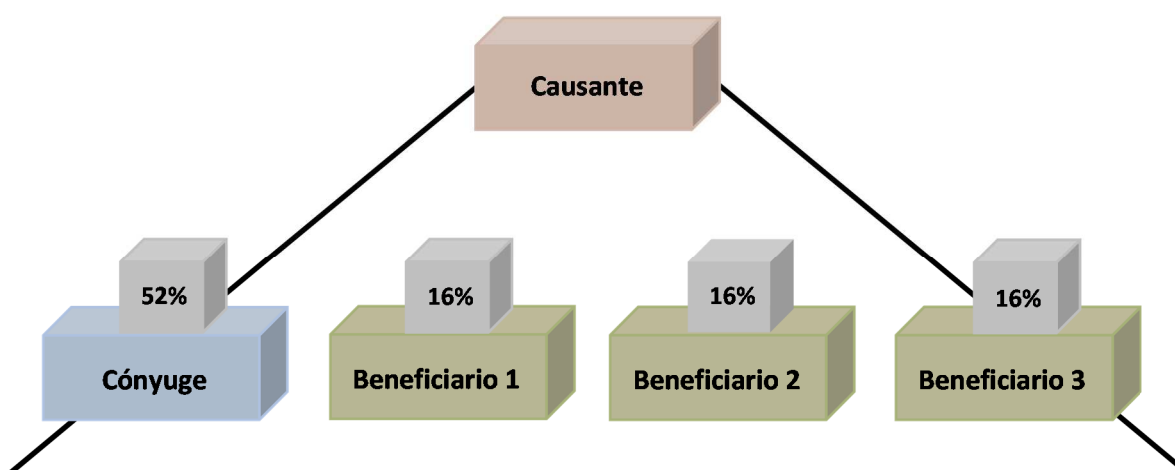 Causante
52%
16%
16%
16%
Cónyuge
Beneficiario 1
Beneficiario 2
Beneficiario 3